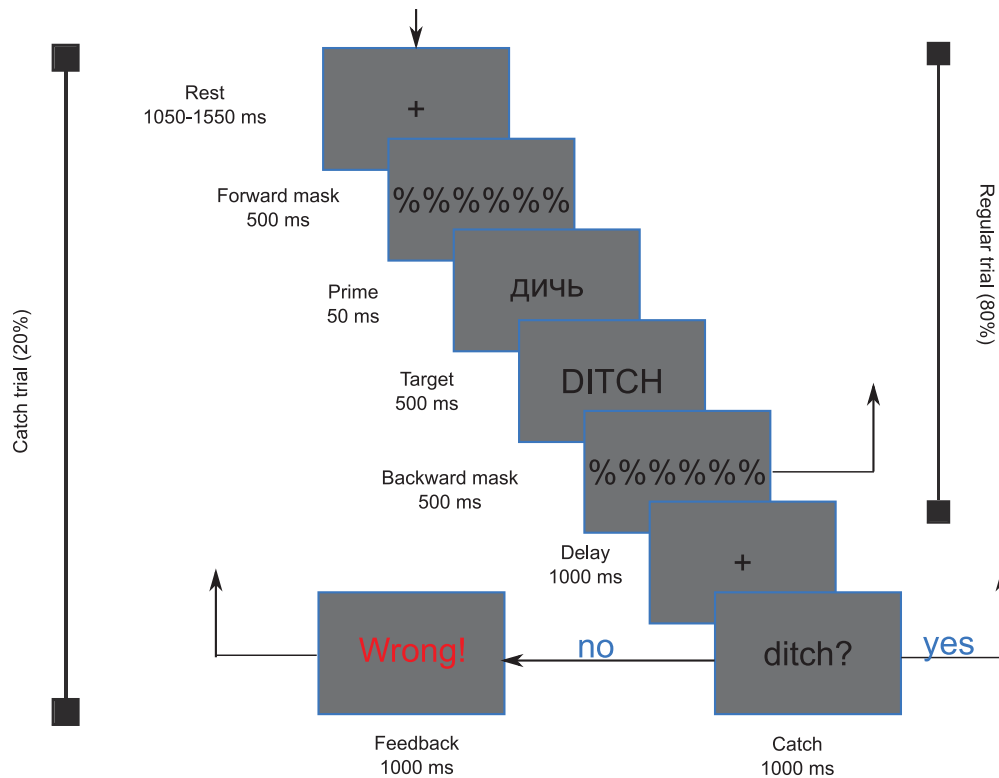 Rest
1050-1550 ms
+
Forward mask
500 ms
%%%%%%
Prime
50 ms
дичь
Target
500 ms
DITCH
Backward mask
500 ms
%%%%%%
Delay
1000 ms
+
Wrong!
no
ditch?
yes
Feedback
1000 ms
Catch
1000 ms
Catch trial (20%)
Regular trial (80%)